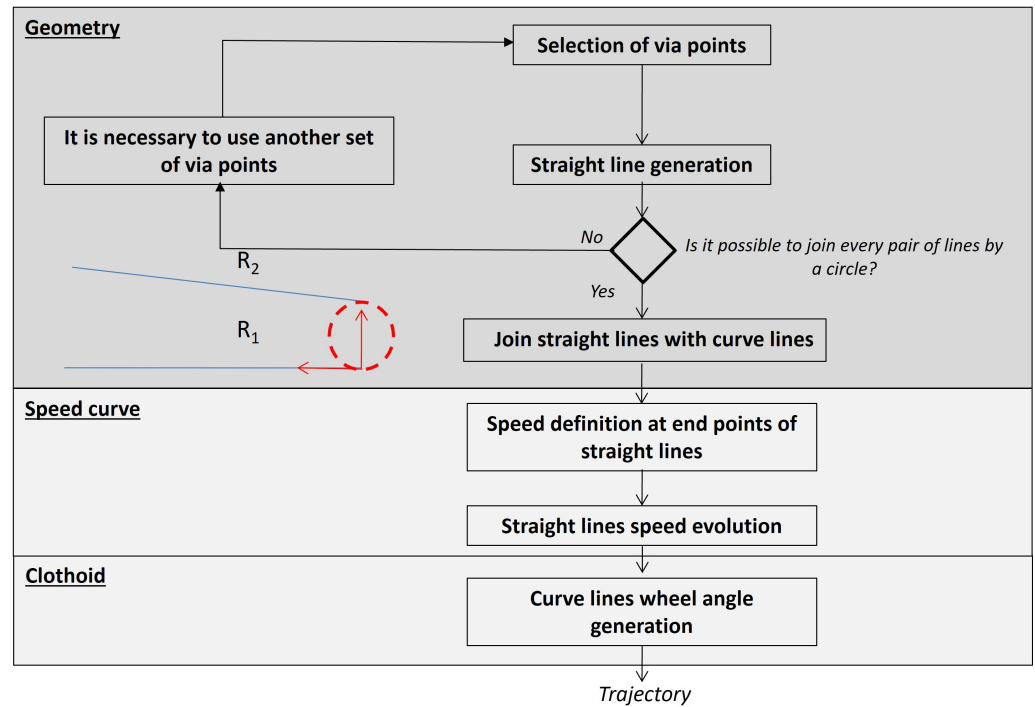 Geometry
Selection of via points
It is necessary to use another set
of via points
Straight line generation
No
Is it possible to join every pair of lines by
a circle?
Yes
R2
R1
Join straight lines with curve lines
Speed curve
Speed definition at end points of
straight lines
Straight lines speed evolution
Clothoid
Curve lines wheel angle
generation
Trajectory